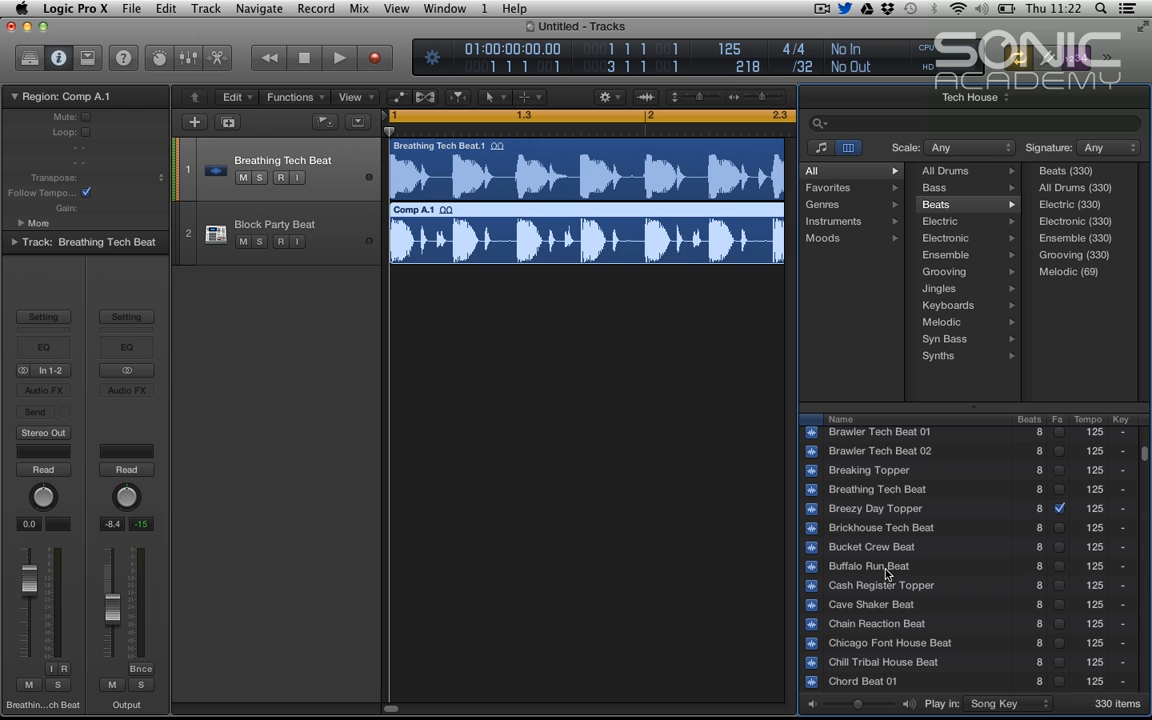 Logic Pro X File Edit Track Navigate Record Mix View Window 1 Help Thu 11:22
Untitled - Tracks
01:00:00:00.00 001 1 1 001 125 4/4 No In CPU
1 1 1 001 003 1 1 001 218 /32 No Out HD
SONIC
ACADEMY
Region: Comp A.1
Mute:
Loop:
- -
- -
Transpose:
Follow Tempo...
Gain:
More
Track: Breathing Tech Beat
Setting Setting
EQ EQ
In 1-2
Audio FX Audio FX
Send
Stereo Out
Read Read
0.0 -8.4 -15
I R Bnce
M S M S
Breathin...ch Beat Output
Edit Functions View
1 1.3 2 2.3
1 Breathing Tech Beat
M S R I
Breathing Tech Beat.1
2 Block Party Beat
M S R I
Comp A.1
Tech House
Scale: Any Signature: Any
All
Favorites
Genres
Instruments
Moods
All Drums
Bass
Beats
Electric
Electronic
Ensemble
Grooving
Jingles
Keyboards
Melodic
Syn Bass
Synths
Beats (330)
All Drums (330)
Electric (330)
Electronic (330)
Ensemble (330)
Grooving (330)
Melodic (69)
Name Beats Fa Tempo Key
Brawler Tech Beat 01 8 125 -
Brawler Tech Beat 02 8 125 -
Breaking Topper 8 125 -
Breathing Tech Beat 8 125 -
Breezy Day Topper 8 125 -
Brickhouse Tech Beat 8 125 -
Bucket Crew Beat 8 125 -
Buffalo Run Beat 8 125 -
Cash Register Topper 8 125 -
Cave Shaker Beat 8 125 -
Chain Reaction Beat 8 125 -
Chicago Font House Beat 8 125 -
Chill Tribal House Beat 8 125 -
Chord Beat 01 8 125 -
Play in: Song Key 330 items